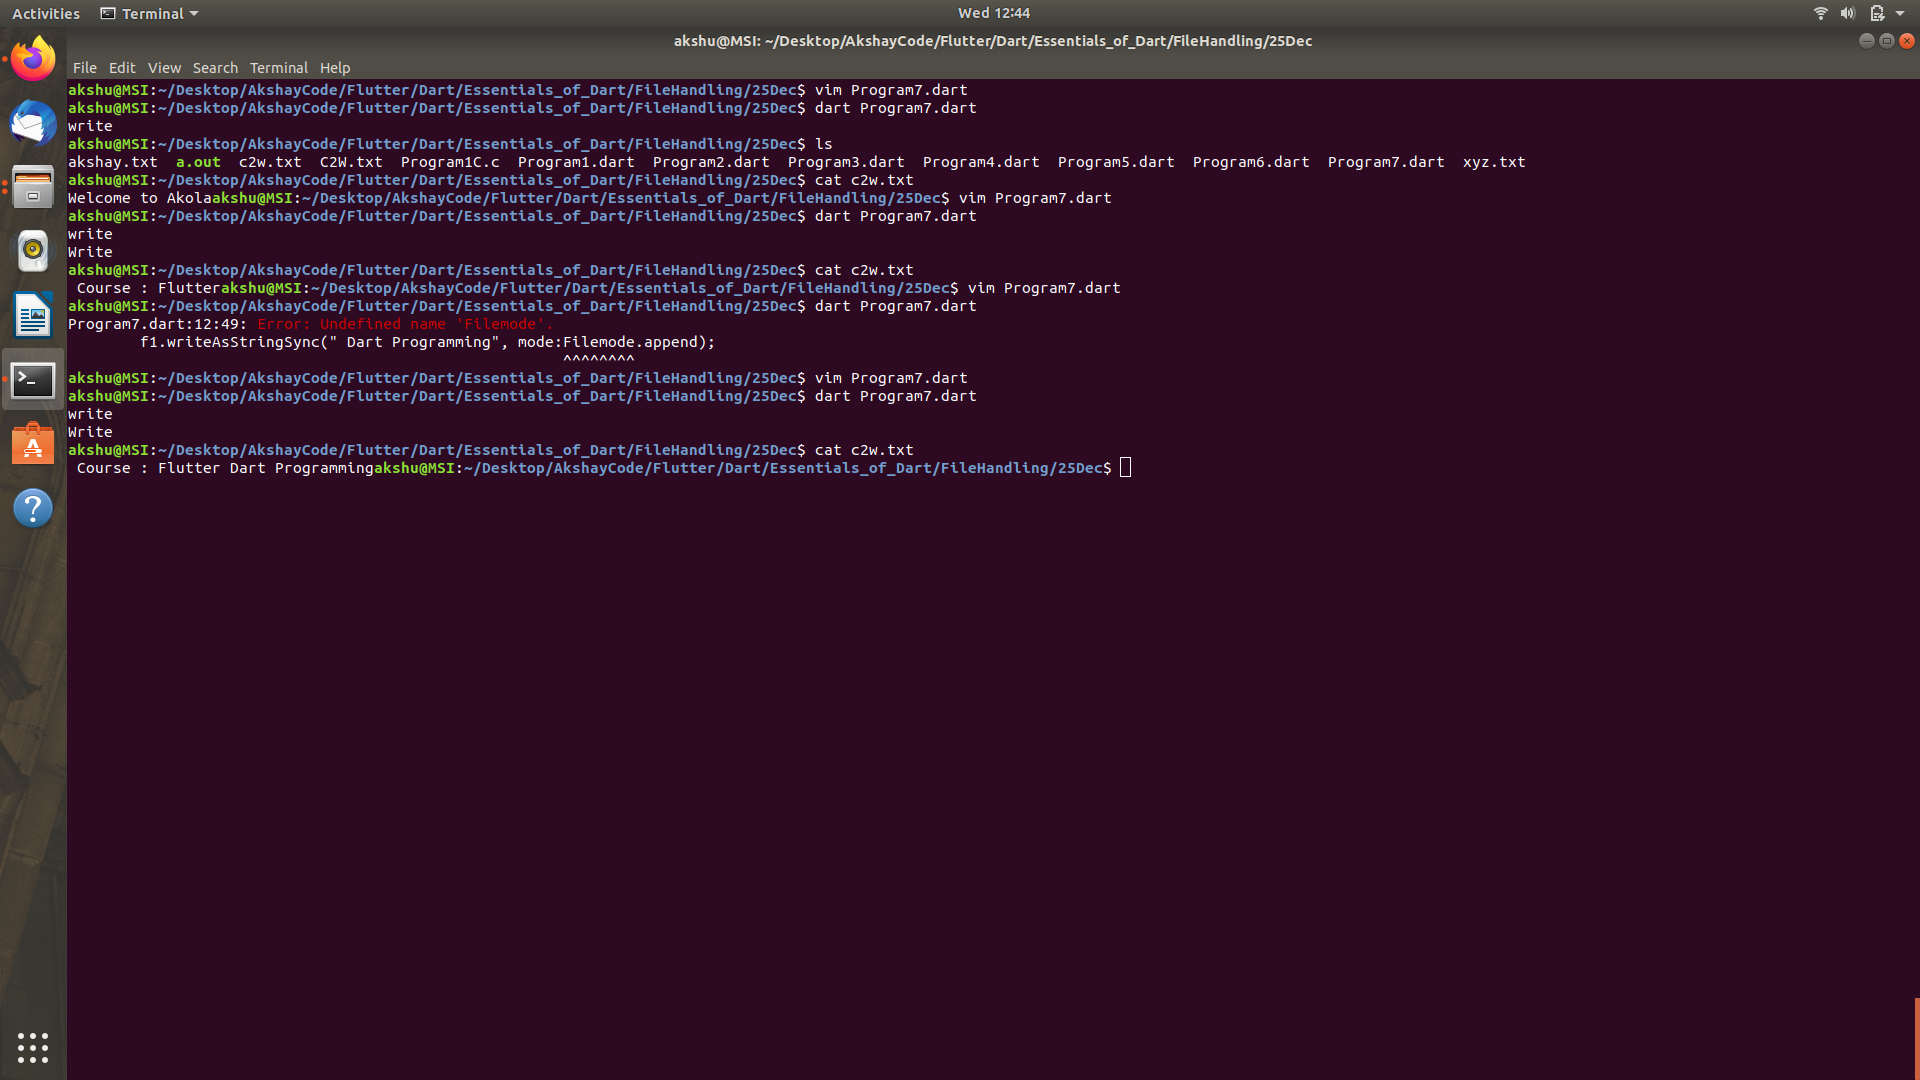 Activities Terminal Wed 12:44
akshu@MSI: ~/Desktop/AkshayCode/Flutter/Dart/Essentials_of_Dart/FileHandling/25Dec
File Edit View Search Terminal Help
akshu@MSI:~/Desktop/AkshayCode/Flutter/Dart/Essentials_of_Dart/FileHandling/25Dec$ vim Program7.dart
akshu@MSI:~/Desktop/AkshayCode/Flutter/Dart/Essentials_of_Dart/FileHandling/25Dec$ dart Program7.dart
write
akshu@MSI:~/Desktop/AkshayCode/Flutter/Dart/Essentials_of_Dart/FileHandling/25Dec$ ls
akshay.txt  a.out  c2w.txt  C2W.txt  Program1C.c  Program1.dart  Program2.dart  Program3.dart  Program4.dart  Program5.dart  Program6.dart  Program7.dart  xyz.txt
akshu@MSI:~/Desktop/AkshayCode/Flutter/Dart/Essentials_of_Dart/FileHandling/25Dec$ cat c2w.txt
Welcome to Akolaakshu@MSI:~/Desktop/AkshayCode/Flutter/Dart/Essentials_of_Dart/FileHandling/25Dec$ vim Program7.dart
akshu@MSI:~/Desktop/AkshayCode/Flutter/Dart/Essentials_of_Dart/FileHandling/25Dec$ dart Program7.dart
write
Write
akshu@MSI:~/Desktop/AkshayCode/Flutter/Dart/Essentials_of_Dart/FileHandling/25Dec$ cat c2w.txt
 Course : Flutterakshu@MSI:~/Desktop/AkshayCode/Flutter/Dart/Essentials_of_Dart/FileHandling/25Dec$ vim Program7.dart
akshu@MSI:~/Desktop/AkshayCode/Flutter/Dart/Essentials_of_Dart/FileHandling/25Dec$ dart Program7.dart
Program7.dart:12:49: Error: Undefined name 'Filemode'.
        f1.writeAsStringSync(" Dart Programming", mode:Filemode.append);
                                                       ^^^^^^^^
akshu@MSI:~/Desktop/AkshayCode/Flutter/Dart/Essentials_of_Dart/FileHandling/25Dec$ vim Program7.dart
akshu@MSI:~/Desktop/AkshayCode/Flutter/Dart/Essentials_of_Dart/FileHandling/25Dec$ dart Program7.dart
write
Write
akshu@MSI:~/Desktop/AkshayCode/Flutter/Dart/Essentials_of_Dart/FileHandling/25Dec$ cat c2w.txt
 Course : Flutter Dart Programmingakshu@MSI:~/Desktop/AkshayCode/Flutter/Dart/Essentials_of_Dart/FileHandling/25Dec$